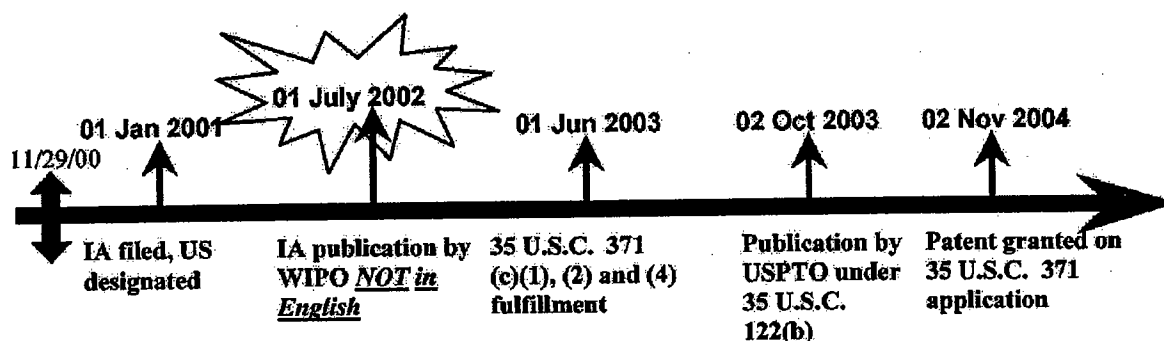 01 July 2002
01 Jan 2001
01 Jun 2003
02 Oct 2003
02 Nov 2004
11/29/00
IA filed, US
designated
IA publication by
WIPO NOT in
English
35 U.S.C. 371
(c)(1), (2) and (4)
fulfillment
Publication by
USPTO under
35 U.S.C.
122(b)
Patent granted on
35 U.S.C. 371
application